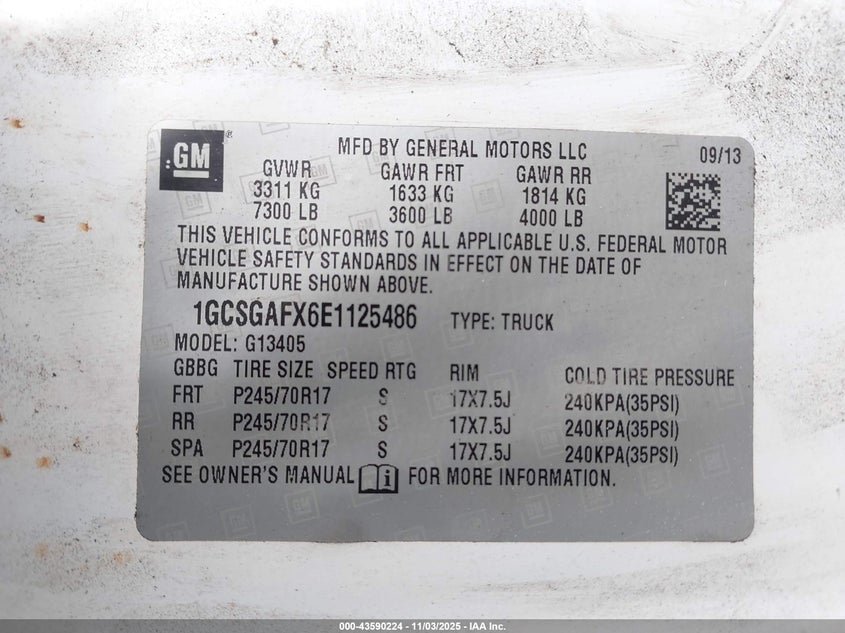 GM
MFD BY GENERAL MOTORS LLC 09/13
GVWR GAWR FRT GAWR RR
3311 KG 1633 KG 1814 KG
7300 LB 3600 LB 4000 LB
THIS VEHICLE CONFORMS TO ALL APPLICABLE U.S. FEDERAL MOTOR
VEHICLE SAFETY STANDARDS IN EFFECT ON THE DATE OF
MANUFACTURE SHOWN ABOVE.
1GCSGAFX6E1125486 TYPE: TRUCK
MODEL: G13405
GBBG TIRE SIZE SPEED RTG RIM COLD TIRE PRESSURE
FRT P245/70R17 S 17X7.5J 240KPA(35PSI)
RR P245/70R17 S 17X7.5J 240KPA(35PSI)
SPA P245/70R17 S 17X7.5J 240KPA(35PSI)
SEE OWNER'S MANUAL FOR MORE INFORMATION.
000-43590224 - 11/03/2025 - IAA Inc.